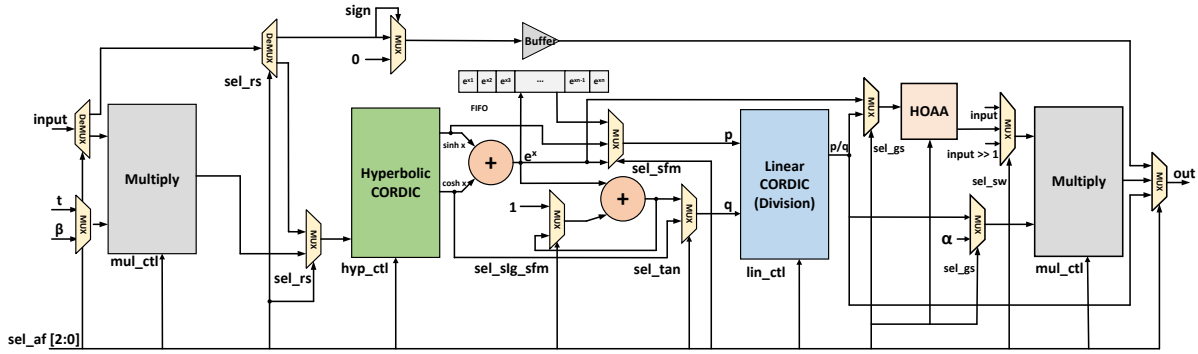 sign
DeMUX
MUX
Buffer
0
sel_rs
e^x1 e^x2 e^x3 ... e^xn-1 e^xn
FIFO
DeMUX
input
Multiply
t
β
MUX
mul_ctl
MUX
sel_rs
Hyperbolic
CORDIC
hyp_ctl
sinh x
cosh x
+
e^x
MUX
sel_sfm
+
1
MUX
sel_slg_sfm
MUX
sel_tan
p
q
Linear
CORDIC
(Division)
lin_ctl
p/q
MUX
sel_gs
HOAA
input
input >> 1
MUX
sel_sw
α
MUX
sel_gs
Multiply
mul_ctl
MUX
out
sel_af [2:0]